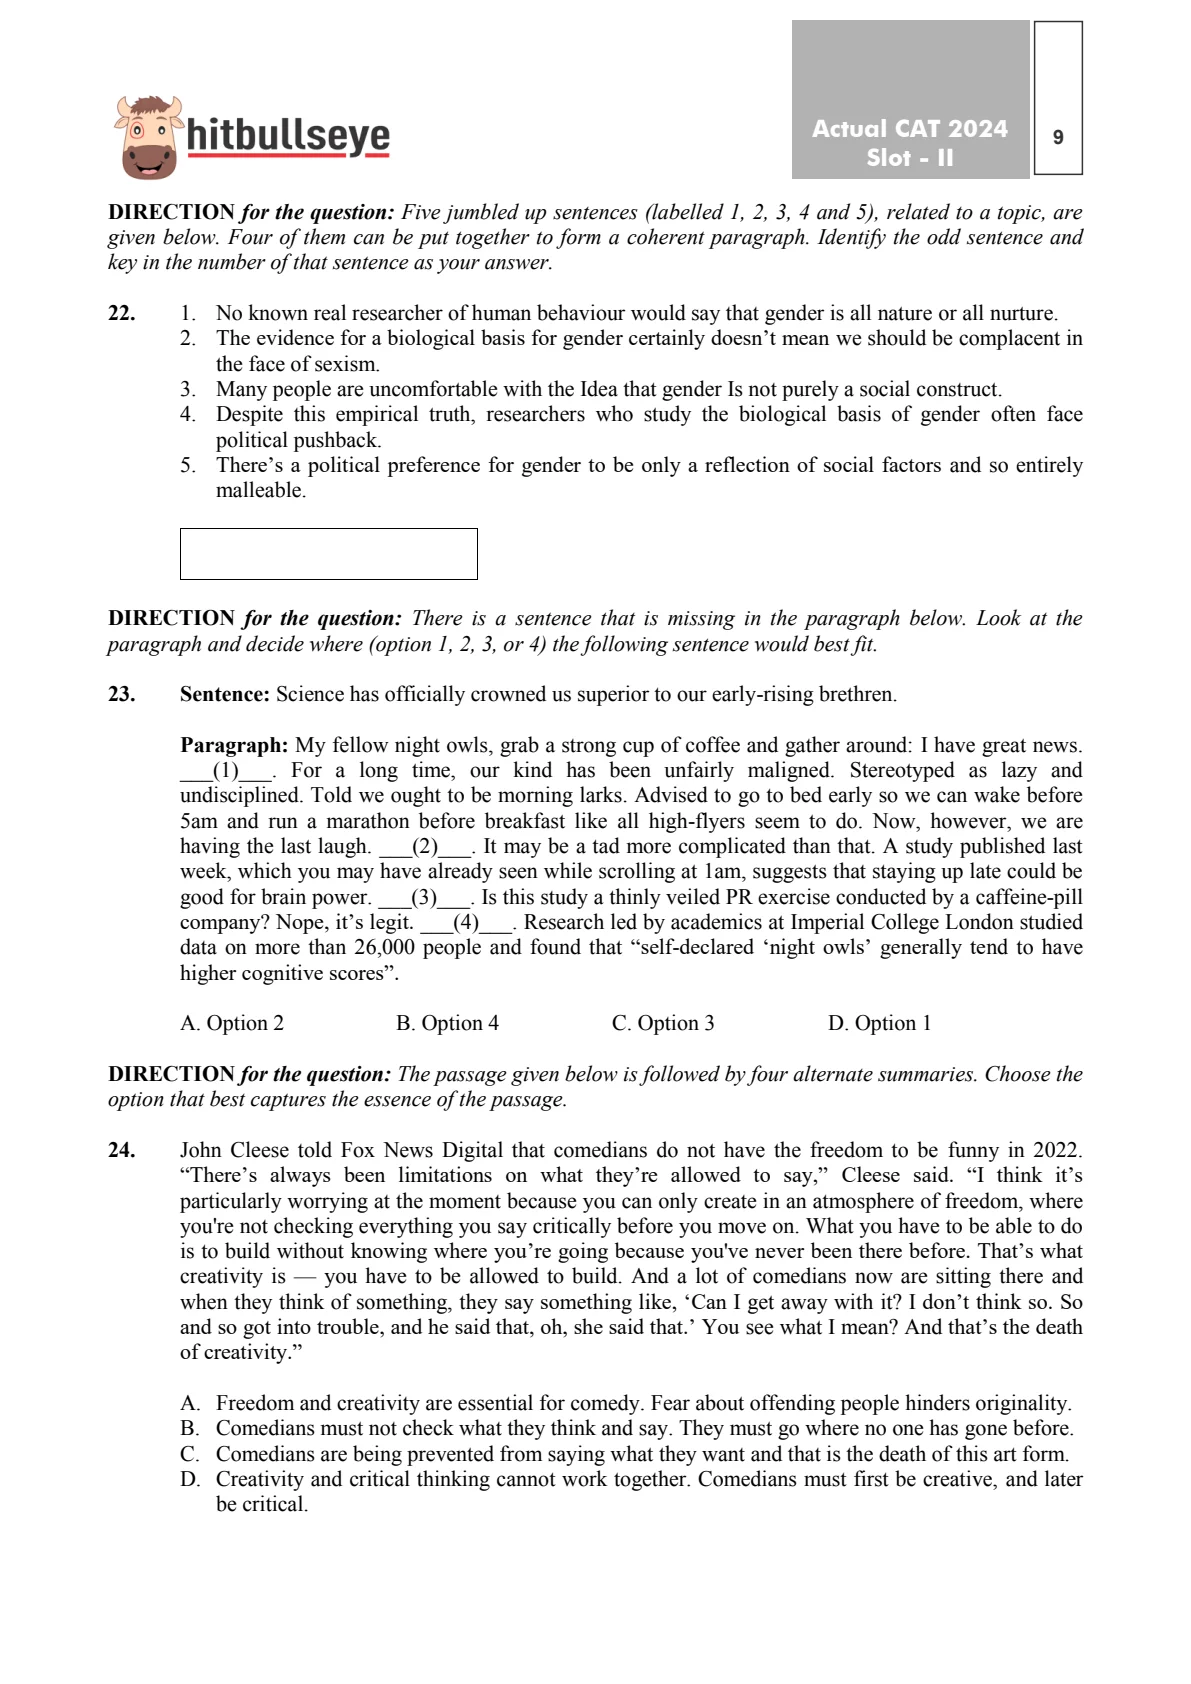 hitbullseye
Actual CAT 2024
Slot - II
9
DIRECTION for the question: Five jumbled up sentences (labelled 1, 2, 3, 4 and 5), related to a topic, are
given below. Four of them can be put together to form a coherent paragraph. Identify the odd sentence and
key in the number of that sentence as your answer.
22. 1. No known real researcher of human behaviour would say that gender is all nature or all nurture.
2. The evidence for a biological basis for gender certainly doesn’t mean we should be complacent in
the face of sexism.
3. Many people are uncomfortable with the Idea that gender Is not purely a social construct.
4. Despite this empirical truth, researchers who study the biological basis of gender often face
political pushback.
5. There’s a political preference for gender to be only a reflection of social factors and so entirely
malleable.
DIRECTION for the question: There is a sentence that is missing in the paragraph below. Look at the
paragraph and decide where (option 1, 2, 3, or 4) the following sentence would best fit.
23. Sentence: Science has officially crowned us superior to our early-rising brethren.
Paragraph: My fellow night owls, grab a strong cup of coffee and gather around: I have great news.
___(1)___. For a long time, our kind has been unfairly maligned. Stereotyped as lazy and
undisciplined. Told we ought to be morning larks. Advised to go to bed early so we can wake before
5am and run a marathon before breakfast like all high-flyers seem to do. Now, however, we are
having the last laugh. ___(2)___. It may be a tad more complicated than that. A study published last
week, which you may have already seen while scrolling at 1am, suggests that staying up late could be
good for brain power. ___(3)___. Is this study a thinly veiled PR exercise conducted by a caffeine-pill
company? Nope, it’s legit. ___(4)___. Research led by academics at Imperial College London studied
data on more than 26,000 people and found that “self-declared ‘night owls’ generally tend to have
higher cognitive scores”.
A. Option 2 B. Option 4 C. Option 3 D. Option 1
DIRECTION for the question: The passage given below is followed by four alternate summaries. Choose the
option that best captures the essence of the passage.
24. John Cleese told Fox News Digital that comedians do not have the freedom to be funny in 2022.
“There’s always been limitations on what they’re allowed to say,” Cleese said. “I think it’s
particularly worrying at the moment because you can only create in an atmosphere of freedom, where
you're not checking everything you say critically before you move on. What you have to be able to do
is to build without knowing where you’re going because you've never been there before. That’s what
creativity is — you have to be allowed to build. And a lot of comedians now are sitting there and
when they think of something, they say something like, ‘Can I get away with it? I don’t think so. So
and so got into trouble, and he said that, oh, she said that.’ You see what I mean? And that’s the death
of creativity.”
A. Freedom and creativity are essential for comedy. Fear about offending people hinders originality.
B. Comedians must not check what they think and say. They must go where no one has gone before.
C. Comedians are being prevented from saying what they want and that is the death of this art form.
D. Creativity and critical thinking cannot work together. Comedians must first be creative, and later
be critical.